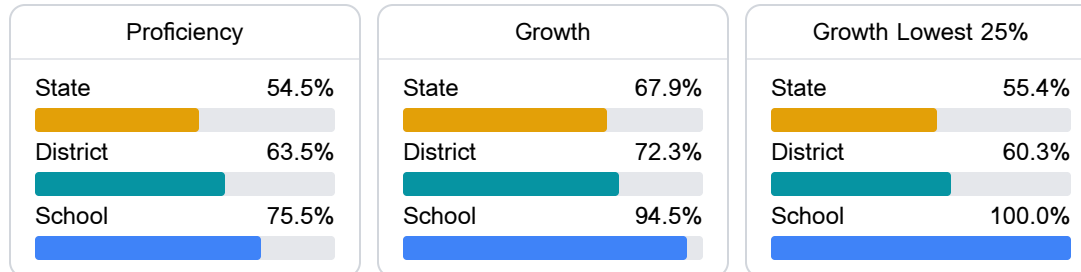 Proficiency
State 54.5%
District 63.5%
School 75.5%
Growth
State 67.9%
District 72.3%
School 94.5%
Growth Lowest 25%
State 55.4%
District 60.3%
School 100.0%